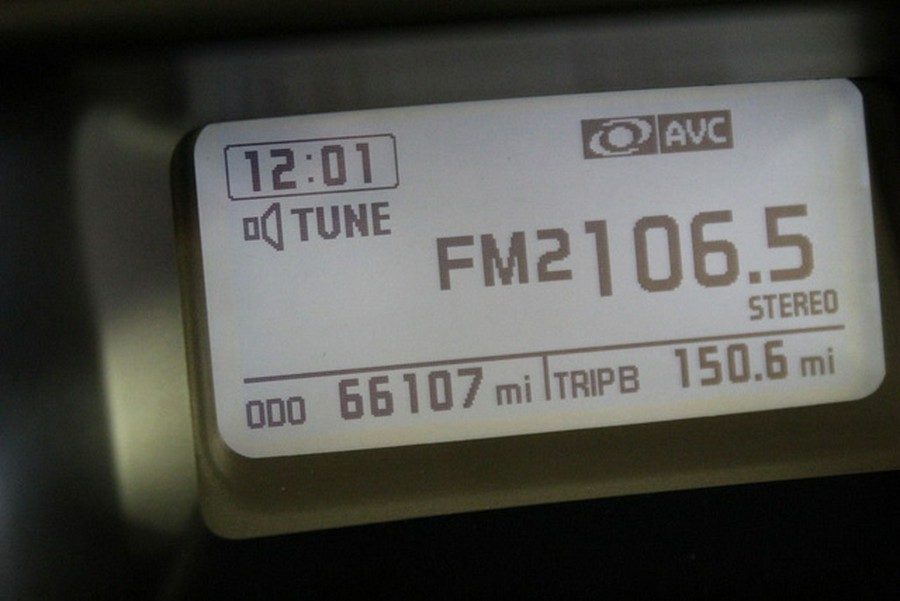 12:01
AVC
TUNE
FM2 106.5
STEREO
ODO 66107 mi TRIPB 150.6 mi